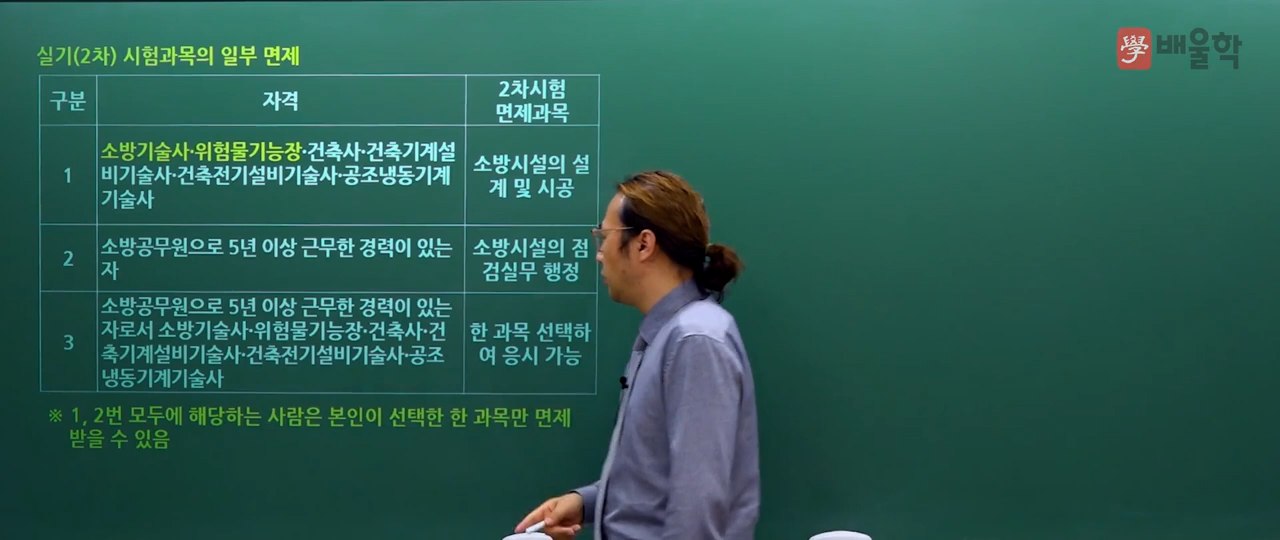 실기(2차) 시험과목의 일부 면제
學 배울학
구분
자격
2차시험
면제과목
1
소방기술사·위험물기능장·건축사·건축기계설
비기술사·건축전기설비기술사·공조냉동기계
기술사
소방시설의 설
계 및 시공
2
소방공무원으로 5년 이상 근무한 경력이 있는
자
소방시설의 점
검실무 행정
3
소방공무원으로 5년 이상 근무한 경력이 있는
자로서 소방기술사·위험물기능장·건축사·건
축기계설비기술사·건축전기설비기술사·공조
냉동기계기술사
한 과목 선택하
여 응시 가능
※ 1, 2번 모두에 해당하는 사람은 본인이 선택한 한 과목만 면제
받을 수 있음